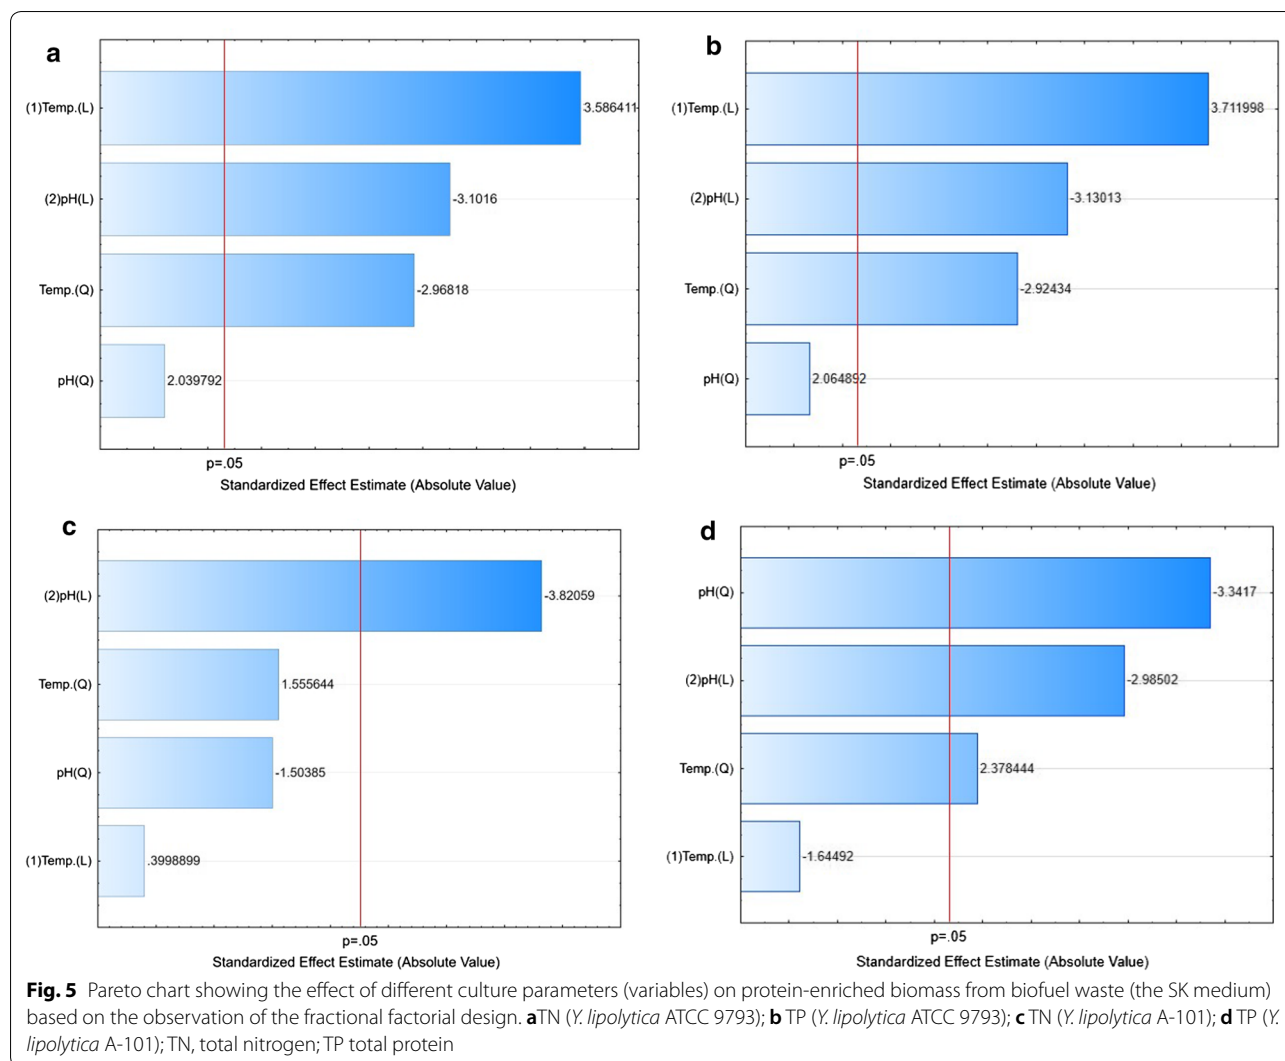 a
(1)Temp.(L)
3.586411
(2)pH(L)
-3.1016
Temp.(Q)
-2.96818
pH(Q)
2.039792
p=.05
Standardized Effect Estimate (Absolute Value)
b
(1)Temp.(L)
3.711998
(2)pH(L)
-3.13013
Temp.(Q)
-2.92434
pH(Q)
2.064892
p=.05
Standardized Effect Estimate (Absolute Value)
c
(2)pH(L)
-3.82059
Temp.(Q)
1.555644
pH(Q)
-1.50385
(1)Temp.(L)
.3998899
p=.05
Standardized Effect Estimate (Absolute Value)
d
pH(Q)
-3.3417
(2)pH(L)
-2.98502
Temp.(Q)
2.378444
(1)Temp.(L)
-1.64492
p=.05
Standardized Effect Estimate (Absolute Value)
Fig. 5 Pareto chart showing the effect of different culture parameters (variables) on protein-enriched biomass from biofuel waste (the SK medium)
based on the observation of the fractional factorial design. aTN (Y. lipolytica ATCC 9793); b TP (Y. lipolytica ATCC 9793); c TN (Y. lipolytica A-101); d TP (Y.
lipolytica A-101); TN, total nitrogen; TP total protein